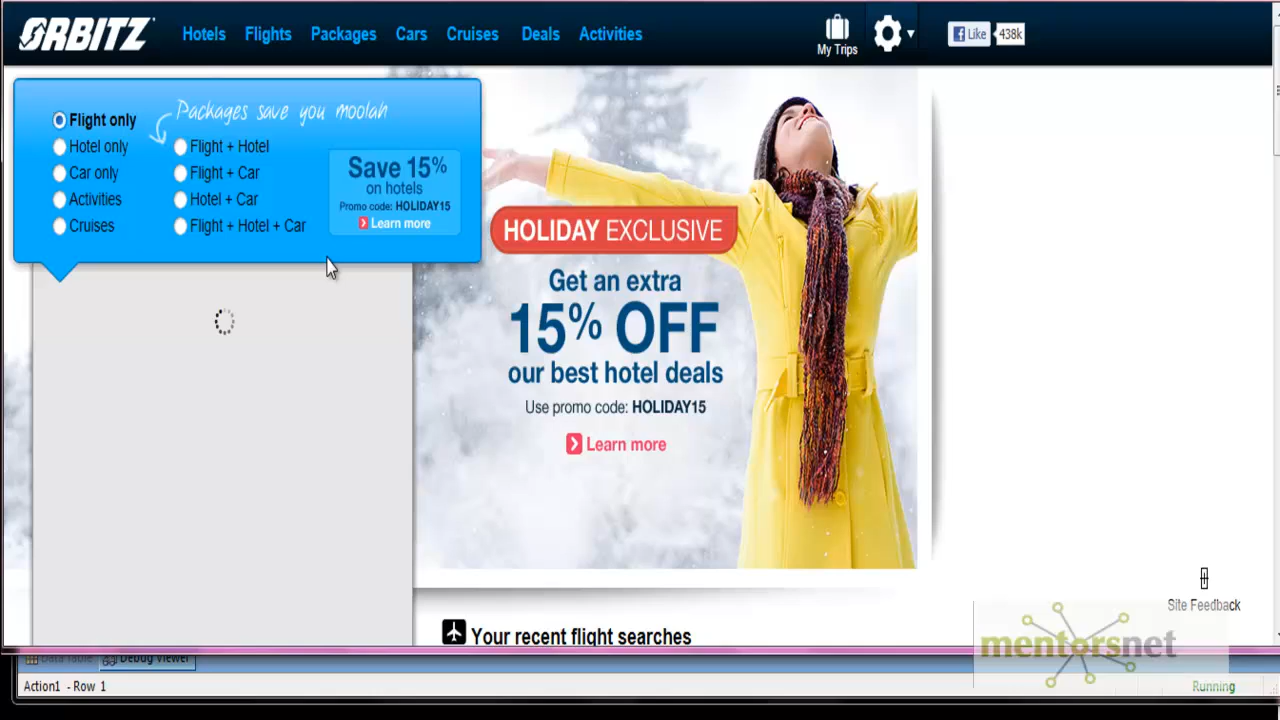 ORBITZ
Hotels Flights Packages Cars Cruises Deals Activities
My Trips
Like 438k
Packages save you moolah
Flight only
Hotel only
Car only
Activities
Cruises
Flight + Hotel
Flight + Car
Hotel + Car
Flight + Hotel + Car
Save 15%
on hotels
Promo code: HOLIDAY15
Learn more
HOLIDAY EXCLUSIVE
Get an extra
15% OFF
our best hotel deals
Use promo code: HOLIDAY15
Learn more
Site Feedback
Your recent flight searches
mentorsnet
Data Table Debug Viewer
Action1 - Row 1
Running